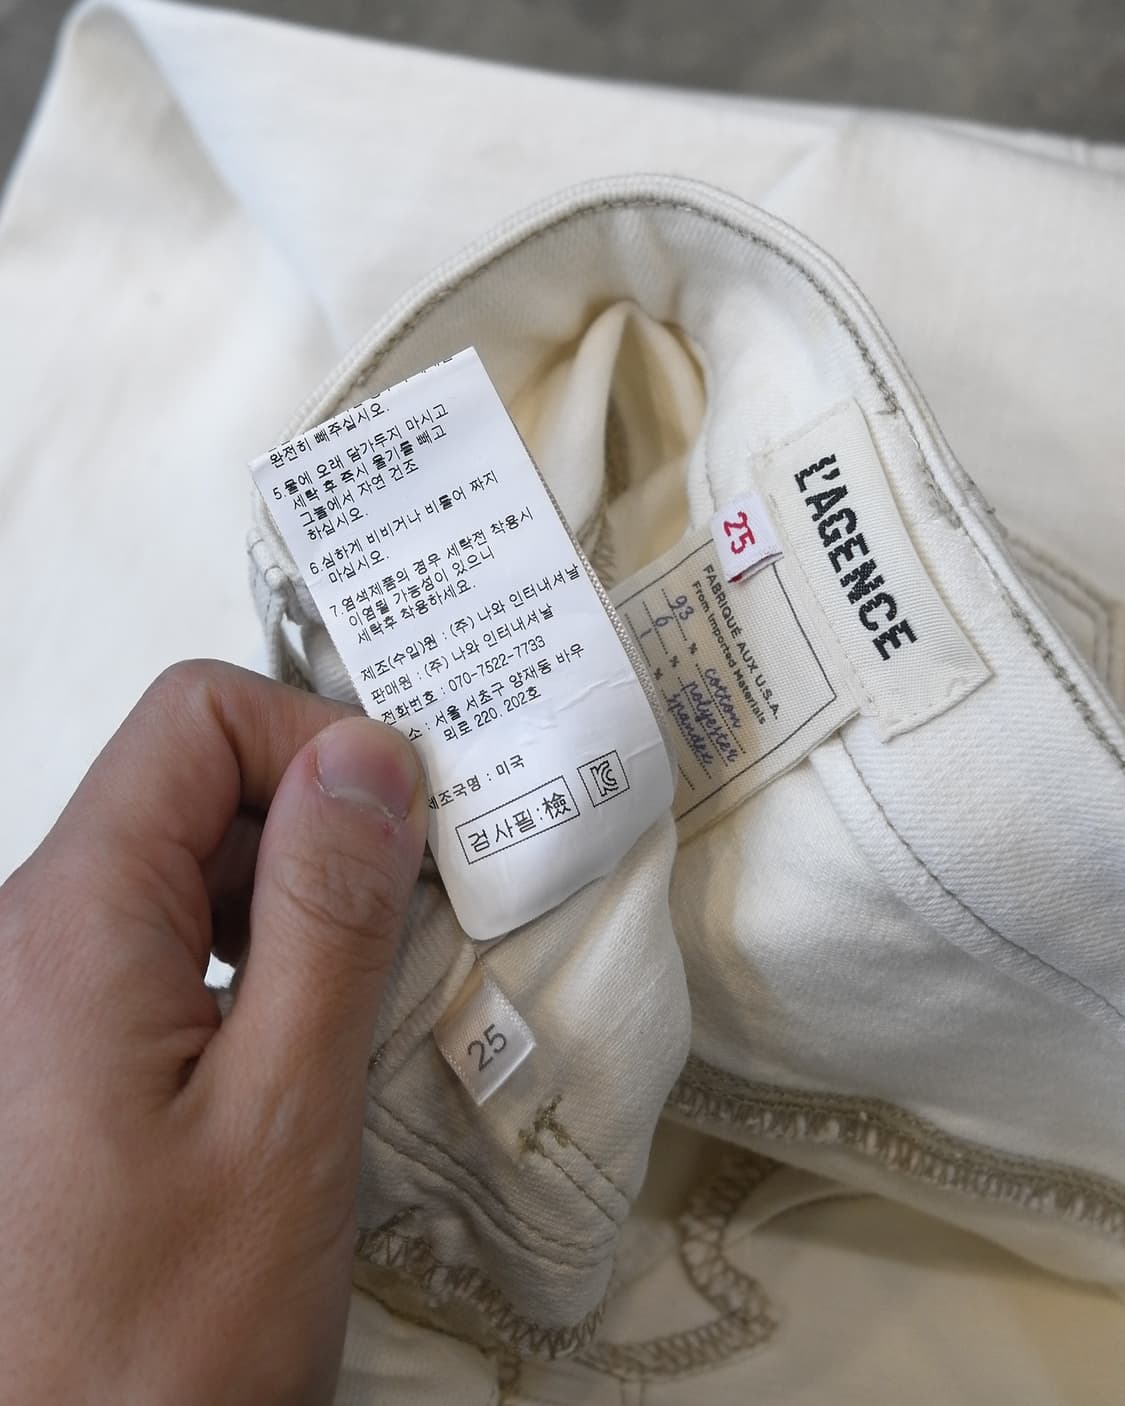 완전히 빼주십시오.
5 물에 오래 담가두지 마시고
세탁 후 즉시 물기를 빼고
그늘에서 자연 건조
하십시오.
6.심하게 비비거나 비틀어 짜지
마십시오.
7.염색제품의 경우 세탁전 착용시
이염될 가능성이 있으니
세탁후 착용하세요.
제조(수입)원 : (주) 나와 인터내셔날
판매원 : (주) 나와 인터내셔날
전화번호 : 070-7522-7733
소 : 서울 서초구 양재동 바우
뫼로 220. 202호
제조국명 : 미국
검사필:檢
25
25
L'AGENCE
FABRIQUÉ AUX U.S.A.
From Imported Materials
93 % cotton
6 % polyester
1 % spandex